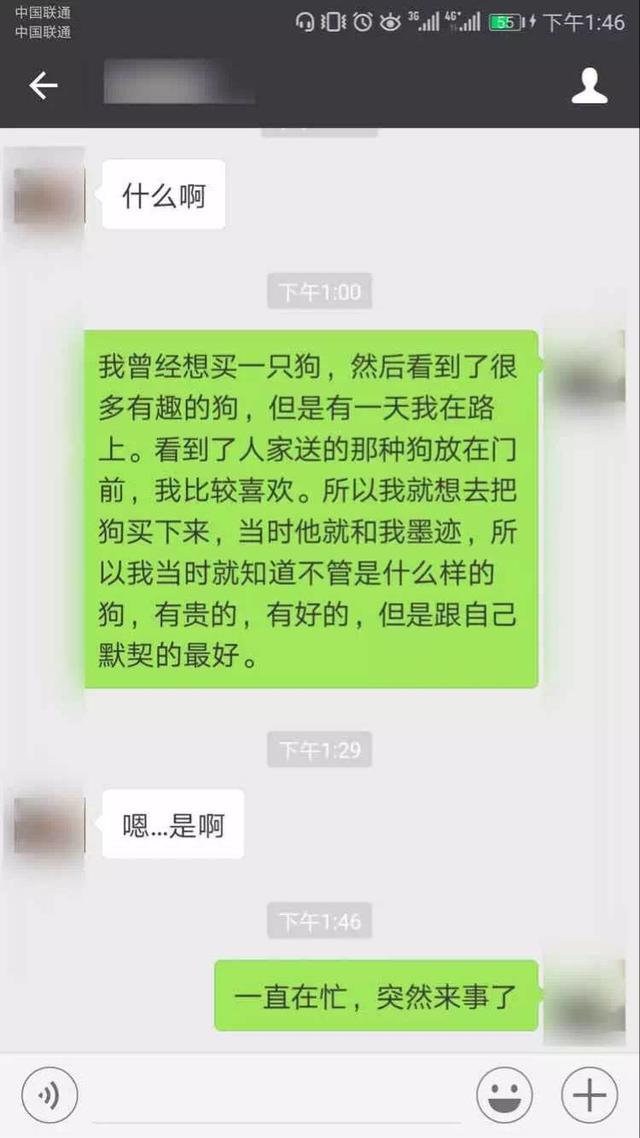 中国联通
中国联通
3G
4G+
55
下午1:46
什么啊
下午1:00
我曾经想买一只狗，然后看到了很
多有趣的狗，但是有一天我在路
上。看到了人家送的那种狗放在门
前，我比较喜欢。所以我就想去把
狗买下来，当时他就和我墨迹，所
以我当时就知道不管是什么样的
狗，有贵的，有好的，但是跟自己
默契的最好。
下午1:29
嗯...是啊
下午1:46
一直在忙，突然来事了